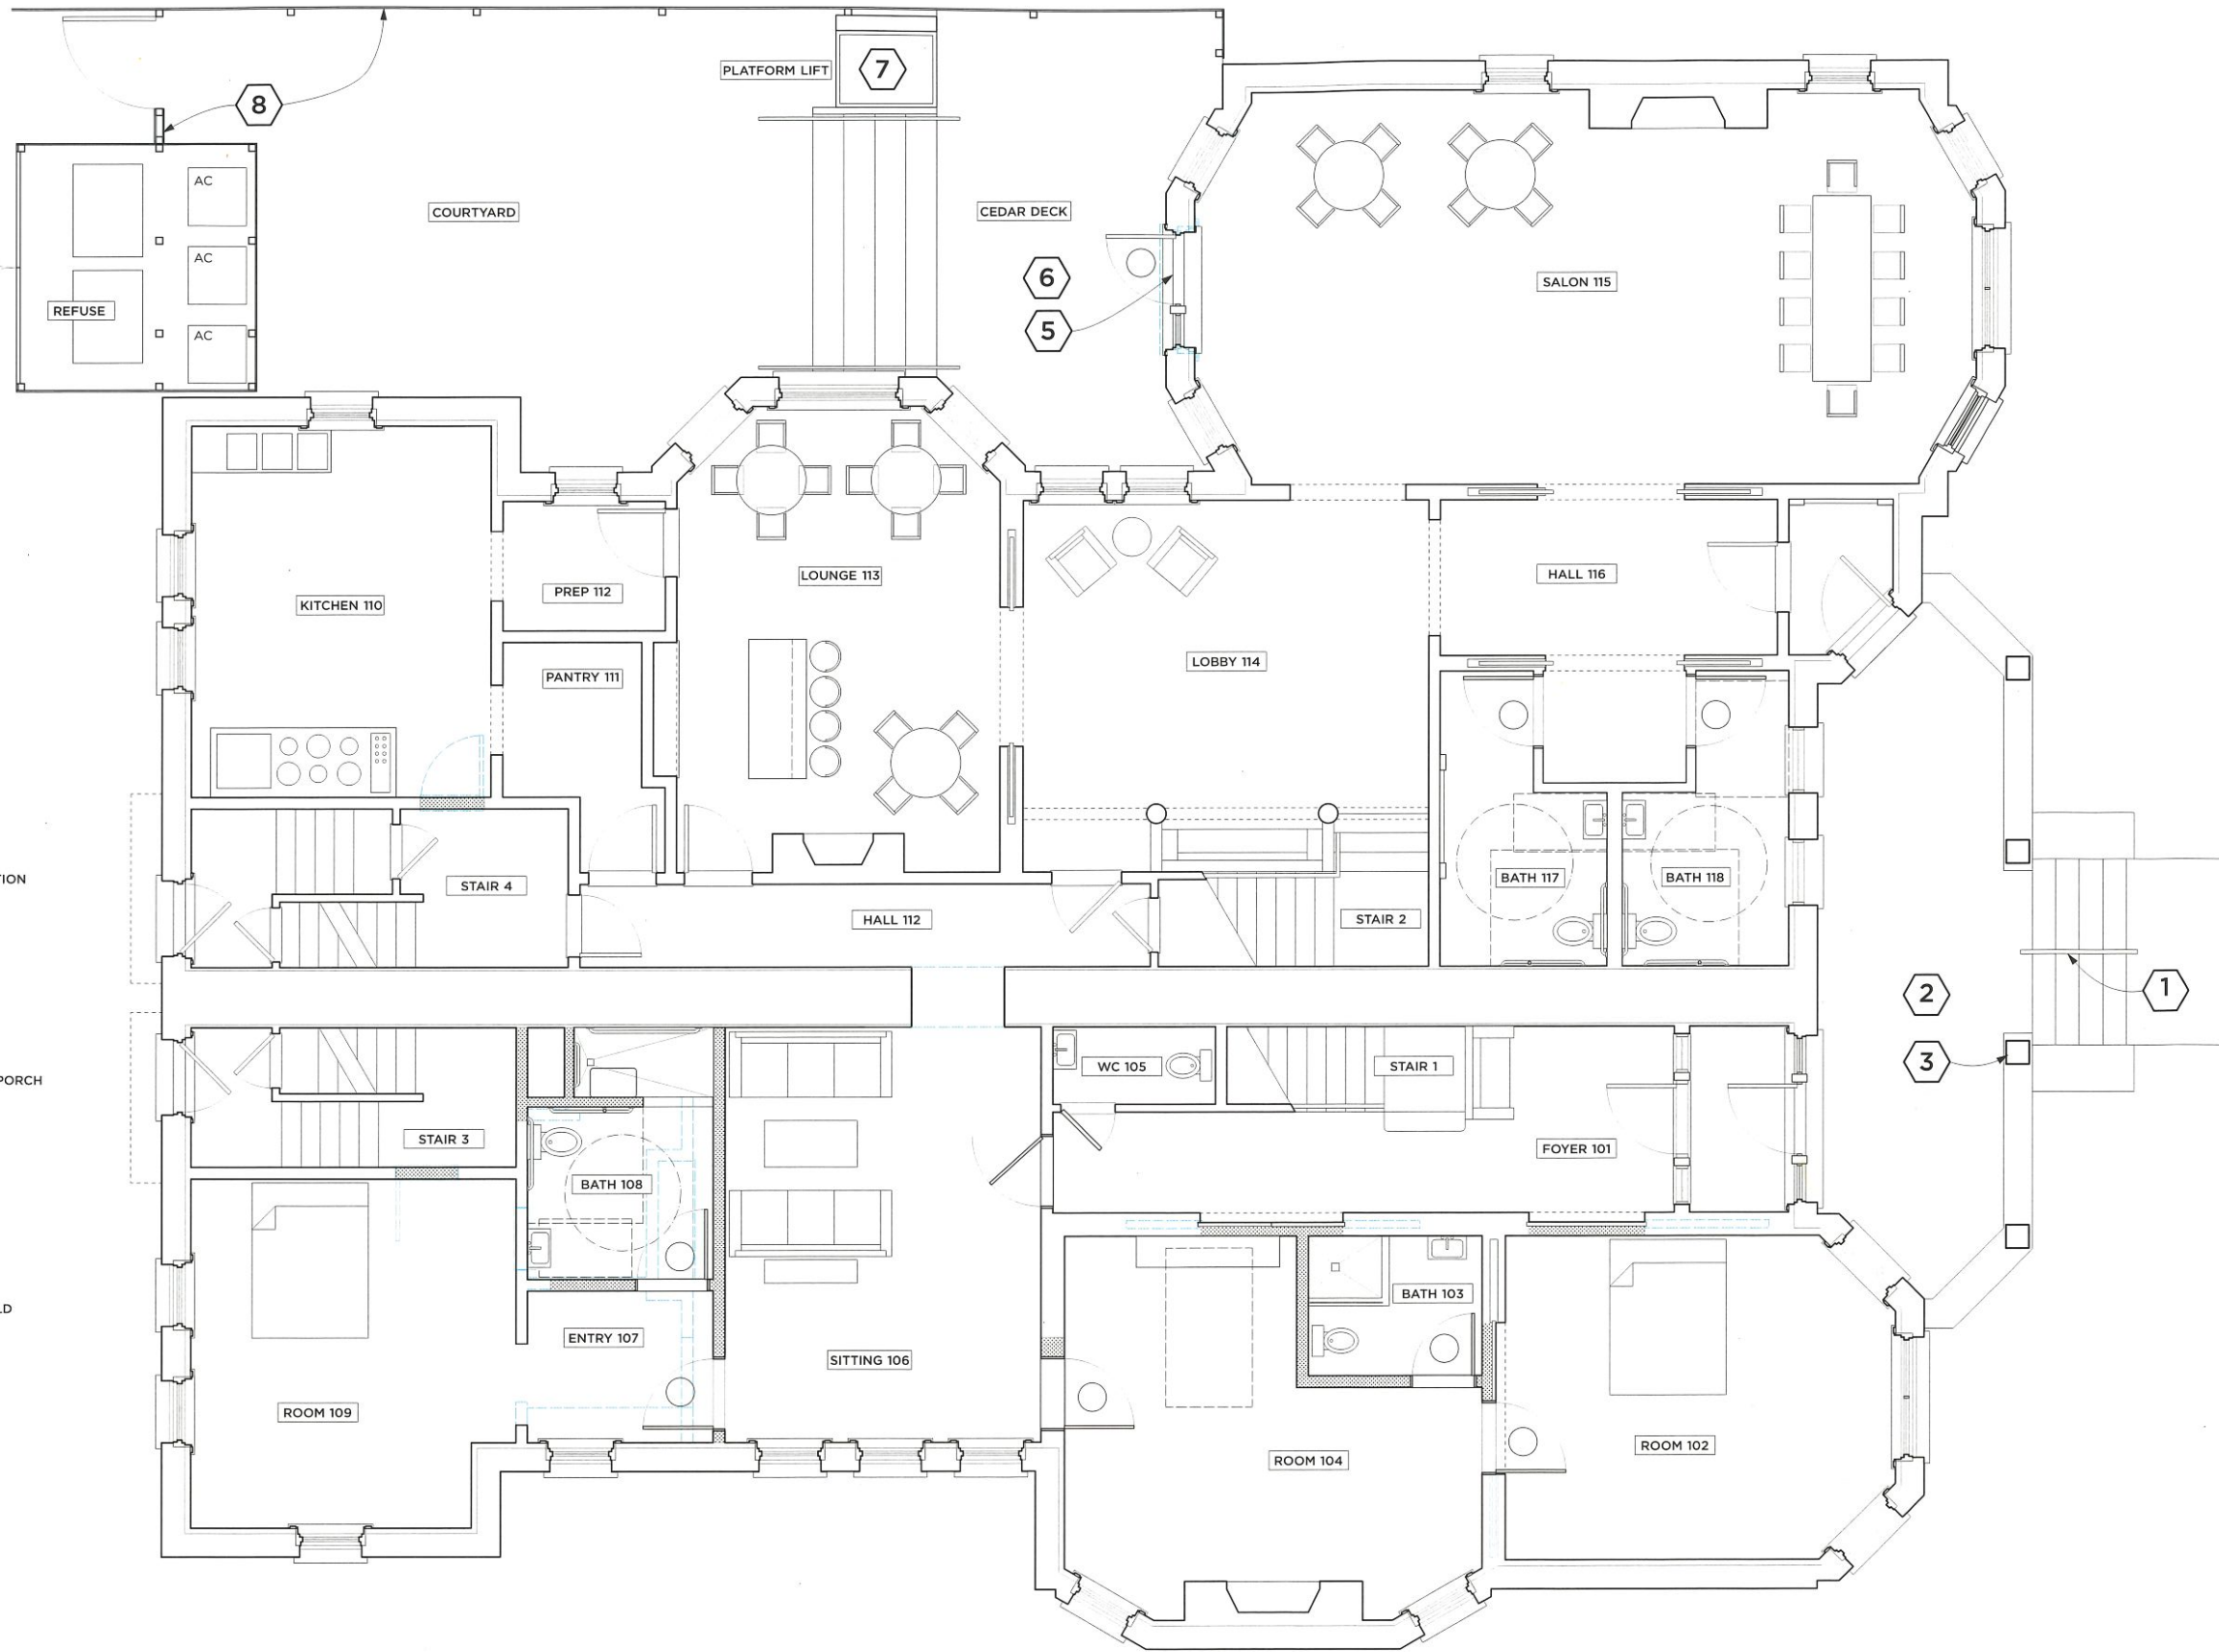 PLATFORM LIFT
7
8
AC
COURTYARD
CEDAR DECK
AC
6
SALON 115
REFUSE
5
AC
LOUNGE 113
HALL 116
PREP 112
KITCHEN 110
LOBBY 114
PANTRY 111
TION
STAIR 4
BATH 117
BATH 118
HALL 112
STAIR 2
2
1
WC 105
STAIR 1
3
PORCH
STAIR 3
FOYER 101
BATH 108
BATH 103
LD
ENTRY 107
SITTING 106
ROOM 109
ROOM 102
ROOM 104